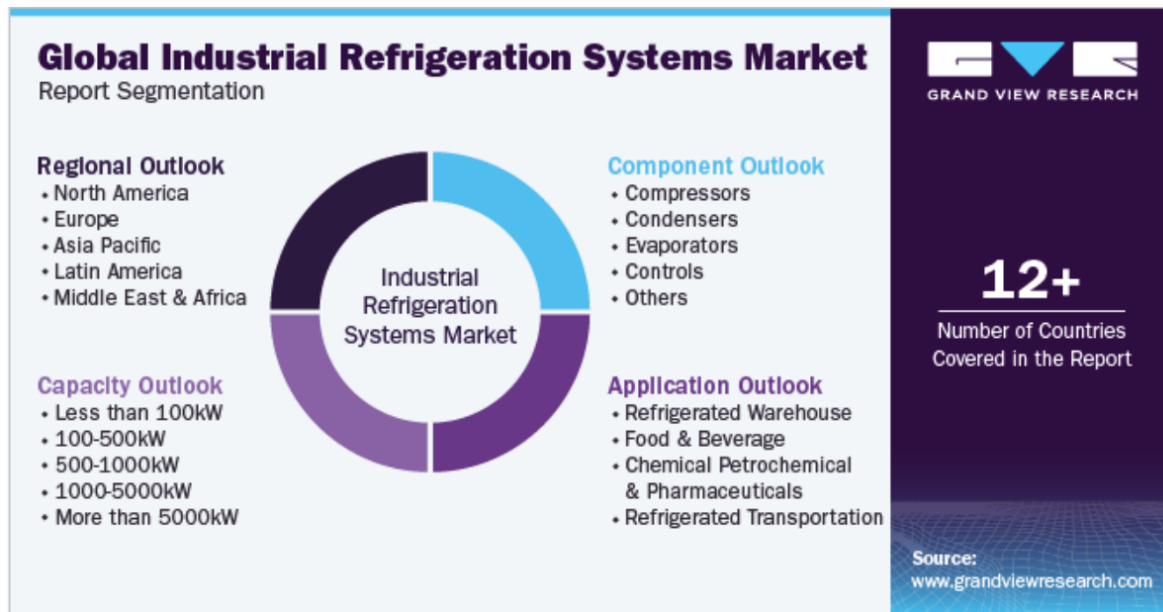 Global Industrial Refrigeration Systems Market
Report Segmentation
Regional Outlook
• North America
• Europe
• Asia Pacific
• Latin America
• Middle East & Africa
Capacity Outlook
• Less than 100kW
• 100-500kW
• 500-1000kW
• 1000-5000kW
• More than 5000kW
Industrial
Refrigeration
Systems Market
Component Outlook
• Compressors
• Condensers
• Evaporators
• Controls
• Others
Application Outlook
• Refrigerated Warehouse
• Food & Beverage
• Chemical Petrochemical
& Pharmaceuticals
• Refrigerated Transportation
GRAND VIEW RESEARCH
12+
Number of Countries
Covered in the Report
Source:
www.grandviewresearch.com